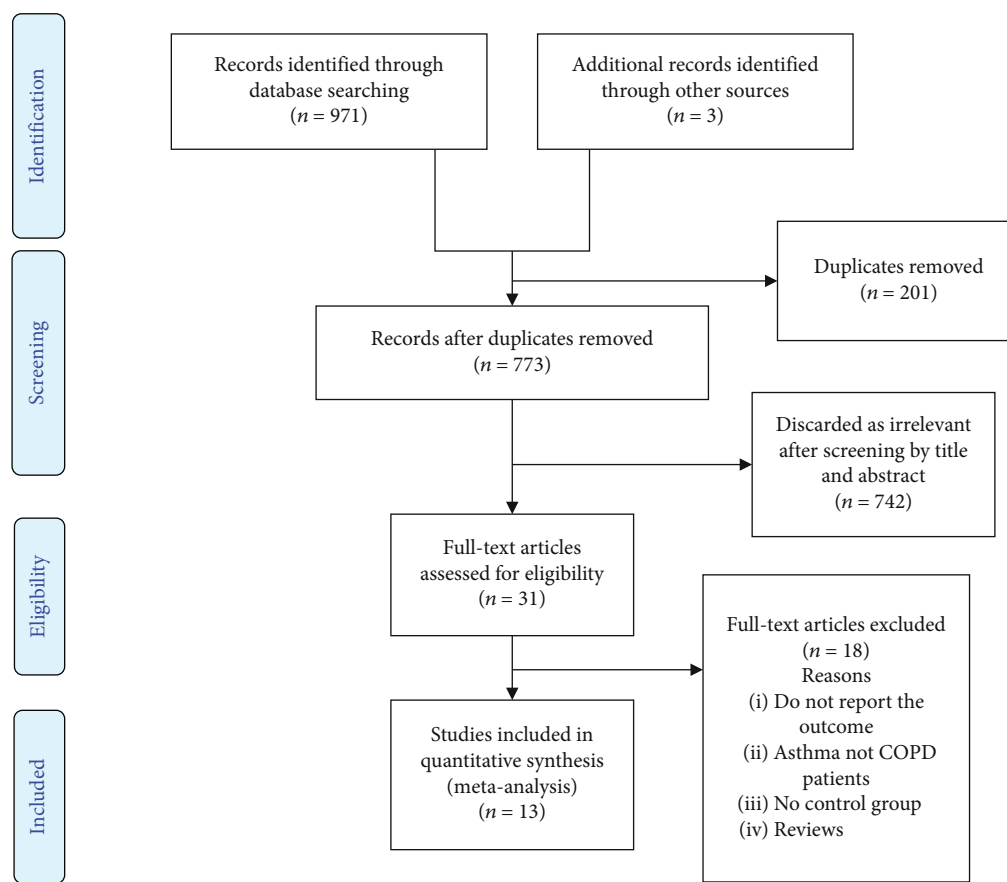 Identification
Records identified through
database searching
(n = 971)
Additional records identified
through other sources
(n = 3)
Duplicates removed
(n = 201)
Screening
Records after duplicates removed
(n = 773)
Discarded as irrelevant
after screening by title
and abstract
(n = 742)
Eligibility
Full-text articles
assessed for eligibility
(n = 31)
Full-text articles excluded
(n = 18)
Reasons
(i) Do not report the
outcome
(ii) Asthma not COPD
patients
(iii) No control group
(iv) Reviews
Included
Studies included in
quantitative synthesis
(meta-analysis)
(n = 13)